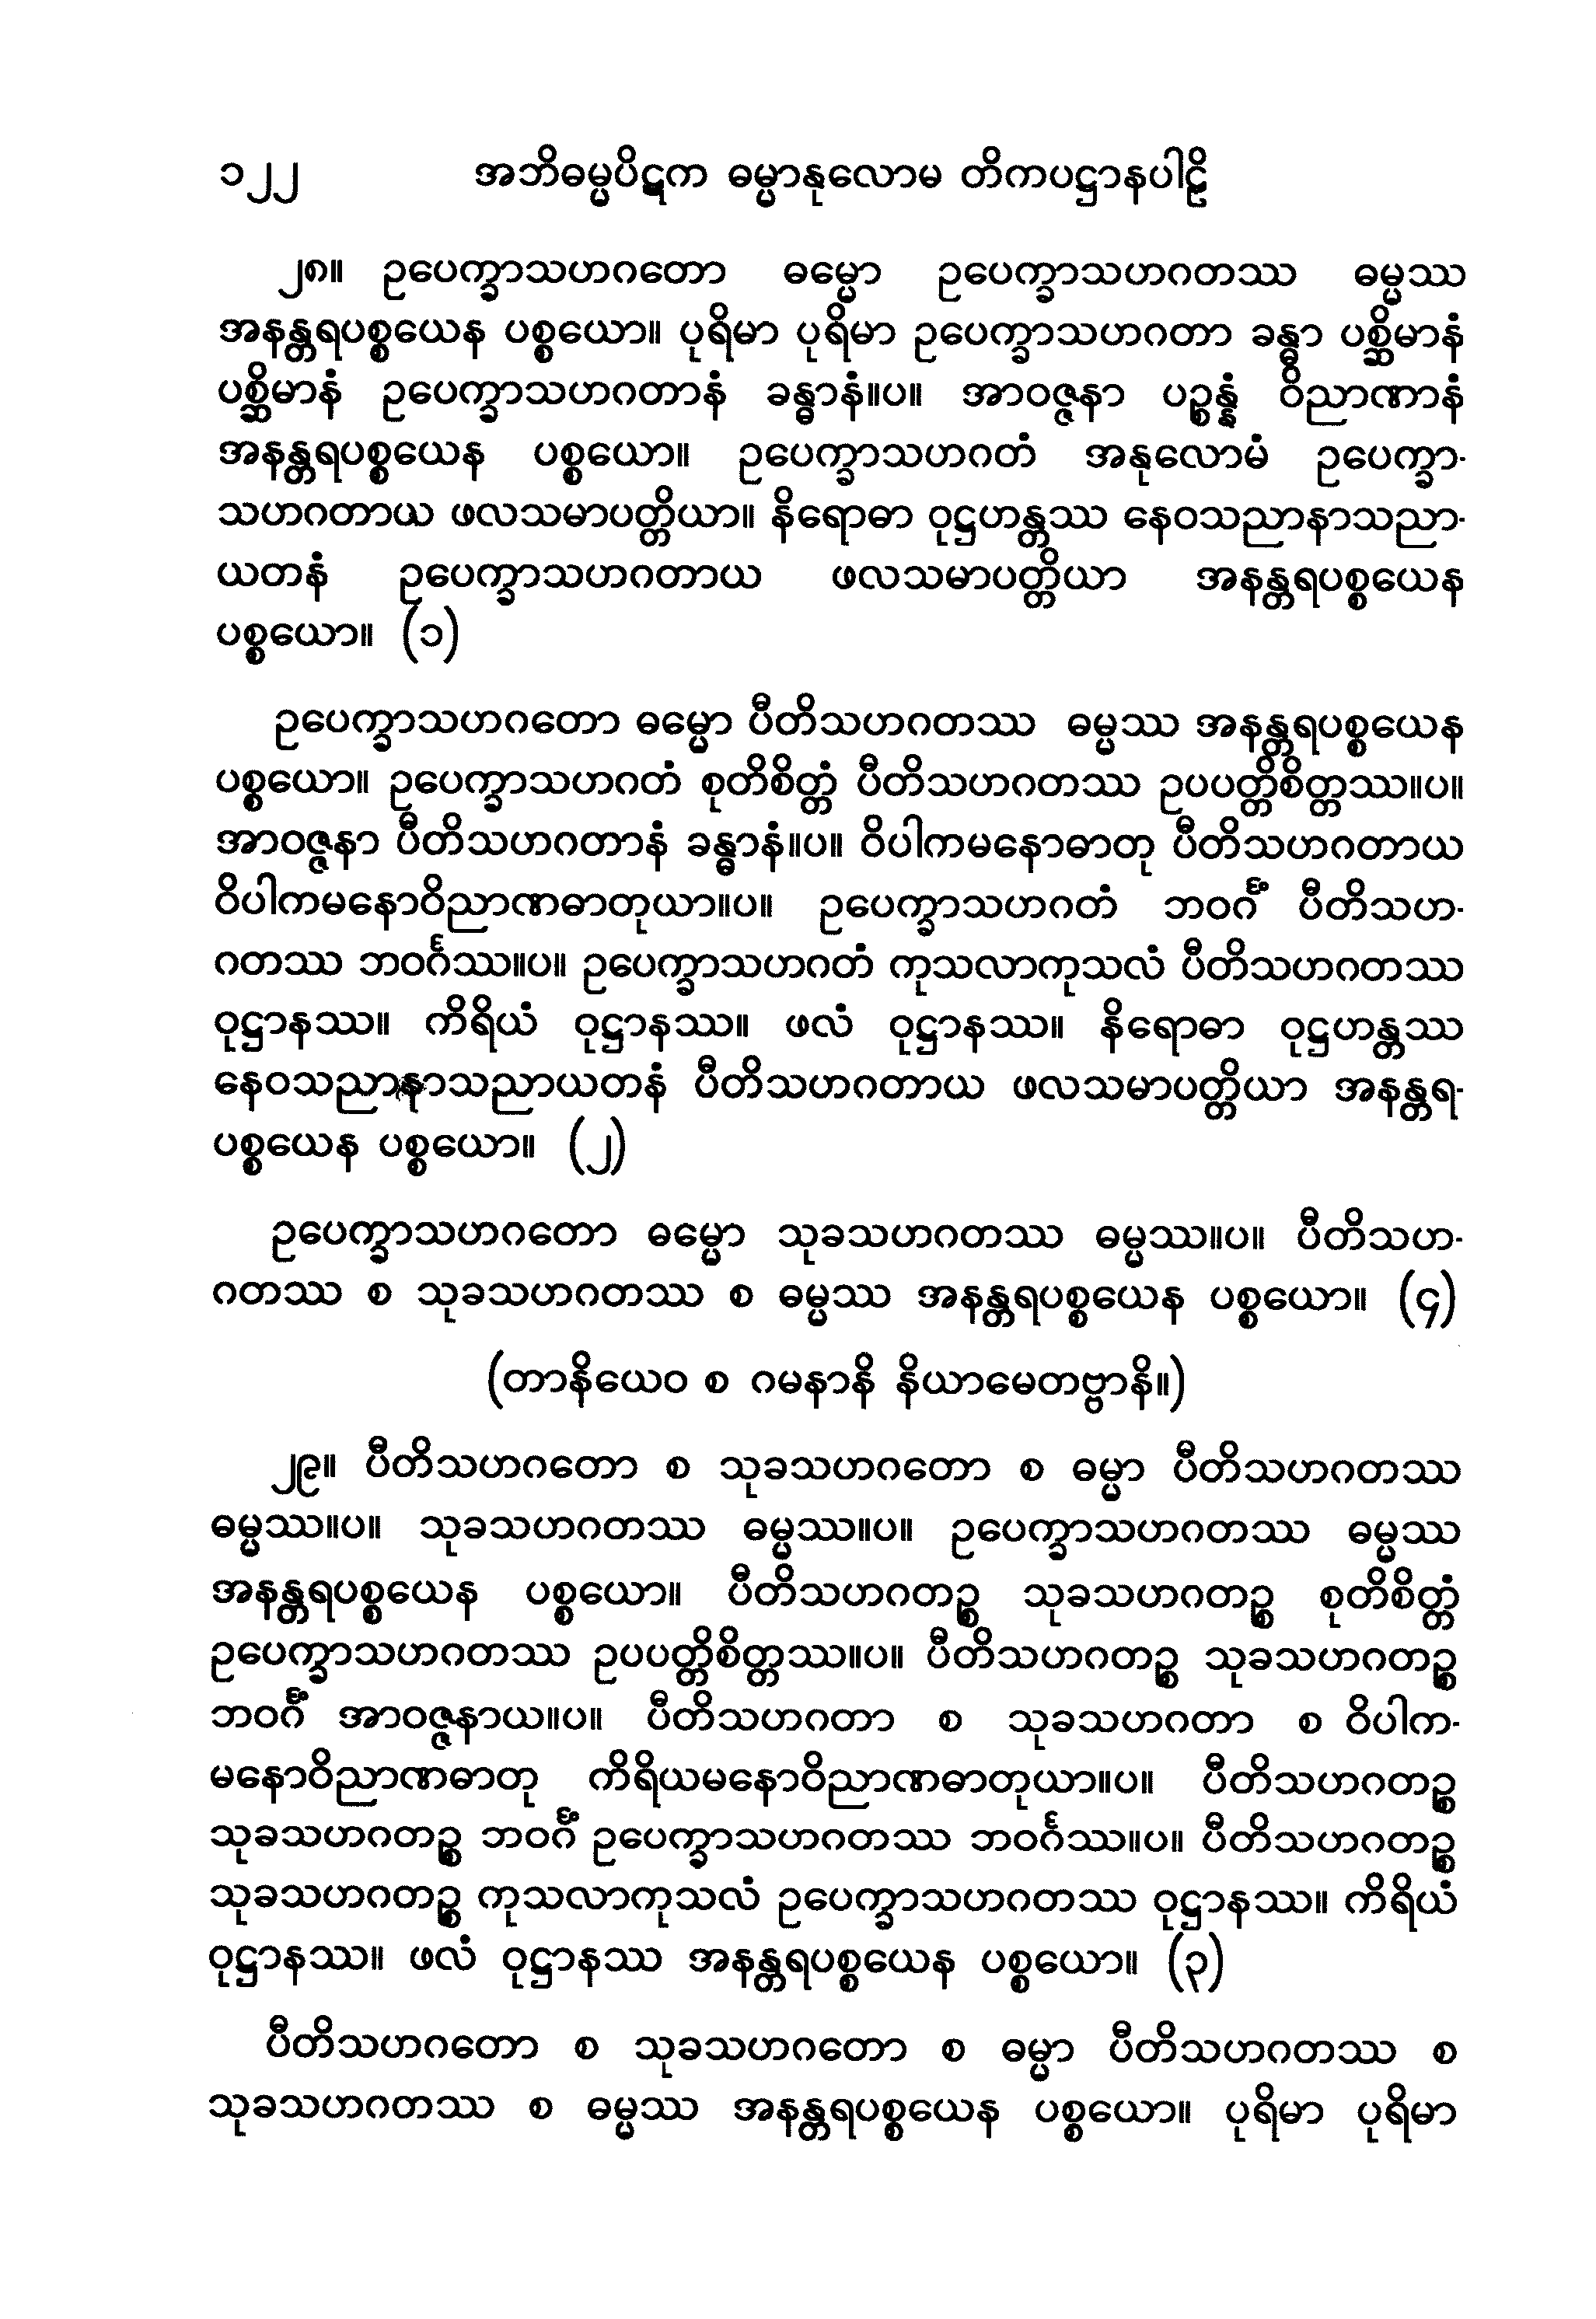 ၁၂၂ အဘိဓမ္မပိဋက ဓမ္မာနုလောမ တိကပဋ္ဌာနပါဠိ
၂၈။ ဥပေက္ခာသဟဂတော ဓမ္မော ဥပေက္ခာသဟဂတဿ ဓမ္မဿ
အနန္တရပစ္စယေန ပစ္စယော။ ပုရိမာ ပုရိမာ ဥပေက္ခာသဟဂတာ ခန္ဓာ ပစ္ဆိမာနံ
ပစ္ဆိမာနံ ဥပေက္ခာသဟဂတာနံ ခန္ဓာနံ။ပ။ အာဝဇ္ဇနာ ပဉ္စန္နံ ဝိညာဏာနံ
အနန္တရပစ္စယေန ပစ္စယော။ ဥပေက္ခာသဟဂတံ အနုလောမံ ဥပေက္ခာ-
သဟဂတာယ ဖလသမာပတ္တိယာ။ နိရောဓာ ဝုဋ္ဌဟန္တဿ နေဝသညာနာသညာ-
ယတနံ ဥပေက္ခာသဟဂတာယ ဖလသမာပတ္တိယာ အနန္တရပစ္စယေန
ပစ္စယော။ (၁)
ဥပေက္ခာသဟဂတော ဓမ္မော ပီတိသဟဂတဿ ဓမ္မဿ အနန္တရပစ္စယေန
ပစ္စယော။ ဥပေက္ခာသဟဂတံ စုတိစိတ္တံ ပီတိသဟဂတဿ ဥပပတ္တိစိတ္တဿ။ပ။
အာဝဇ္ဇနာ ပီတိသဟဂတာနံ ခန္ဓာနံ။ပ။ ဝိပါကမနောဓာတု ပီတိသဟဂတာယ
ဝိပါကမနောဝိညာဏဓာတုယာ။ပ။ ဥပေက္ခာသဟဂတံ ဘဝင်္ဂံ ပီတိသဟ-
ဂတဿ ဘဝင်္ဂဿ။ပ။ ဥပေက္ခာသဟဂတံ ကုသလာကုသလံ ပီတိသဟဂတဿ
ဝုဋ္ဌာနဿ။ ကိရိယံ ဝုဋ္ဌာနဿ။ ဖလံ ဝုဋ္ဌာနဿ။ နိရောဓာ ဝုဋ္ဌဟန္တဿ
နေဝသညာနာသညာယတနံ ပီတိသဟဂတာယ ဖလသမာပတ္တိယာ အနန္တရ-
ပစ္စယေန ပစ္စယော။ (၂)
ဥပေက္ခာသဟဂတော ဓမ္မော သုခသဟဂတဿ ဓမ္မဿ။ပ။ ပီတိသဟ-
ဂတဿ စ သုခသဟဂတဿ စ ဓမ္မဿ အနန္တရပစ္စယေန ပစ္စယော။ (၄)
(တာနိယေဝ စ ဂမနာနိ နိယာမေတဗ္ဗာနိ။)
၂၉။ ပီတိသဟဂတော စ သုခသဟဂတော စ ဓမ္မာ ပီတိသဟဂတဿ
ဓမ္မဿ။ပ။ သုခသဟဂတဿ ဓမ္မဿ။ပ။ ဥပေက္ခာသဟဂတဿ ဓမ္မဿ
အနန္တရပစ္စယေန ပစ္စယော။ ပီတိသဟဂတဉ္စ သုခသဟဂတဉ္စ စုတိစိတ္တံ
ဥပေက္ခာသဟဂတဿ ဥပပတ္တိစိတ္တဿ။ပ။ ပီတိသဟဂတဉ္စ သုခသဟဂတဉ္စ
ဘဝင်္ဂံ အာဝဇ္ဇနာယ။ပ။ ပီတိသဟဂတာ စ သုခသဟဂတာ စ ဝိပါက-
မနောဝိညာဏဓာတု ကိရိယမနောဝိညာဏဓာတုယာ။ပ။ ပီတိသဟဂတဉ္စ
သုခသဟဂတဉ္စ ဘဝင်္ဂံ ဥပေက္ခာသဟဂတဿ ဘဝင်္ဂဿ။ပ။ ပီတိသဟဂတဉ္စ
သုခသဟဂတဉ္စ ကုသလာကုသလံ ဥပေက္ခာသဟဂတဿ ဝုဋ္ဌာနဿ။ ကိရိယံ
ဝုဋ္ဌာနဿ။ ဖလံ ဝုဋ္ဌာနဿ အနန္တရပစ္စယေန ပစ္စယော။ (၃)
ပီတိသဟဂတော စ သုခသဟဂတော စ ဓမ္မာ ပီတိသဟဂတဿ စ
သုခသဟဂတဿ စ ဓမ္မဿ အနန္တရပစ္စယေန ပစ္စယော။ ပုရိမာ ပုရိမာ